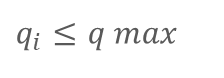 qᵢ ≤ q max